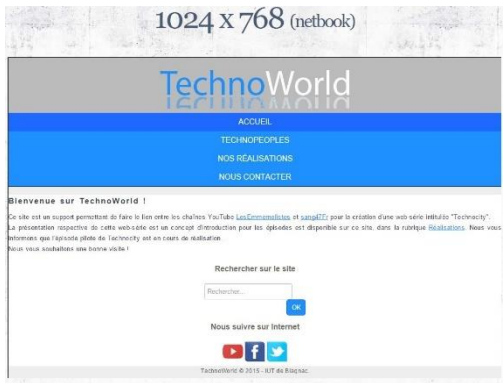 1024 x 768 (netbook)
TechnoWorld
ACCUEIL
TECHNOPEOPLES
NOS RÉALISATIONS
NOUS CONTACTER
Bienvenue sur TechnoWorld !
Ce site est un support permettant de faire le lien entre les chaînes YouTube LesEmmemolistes et sang47Fr pour la création d'une web-série intitulée "Technocity".
La présentation respective de cette web-série est un concept d'introduction pour les épisodes est disponible sur ce site, dans la rubrique Réalisations. Nous vous
informons que l'épisode pilote de Technocity est en cours de réalisation.
Nous vous souhaitons une bonne visite !
Rechercher sur le site
Rechercher...
OK
Nous suivre sur Internet
TechnoWorld © 2015 - IUT de Blagnac.